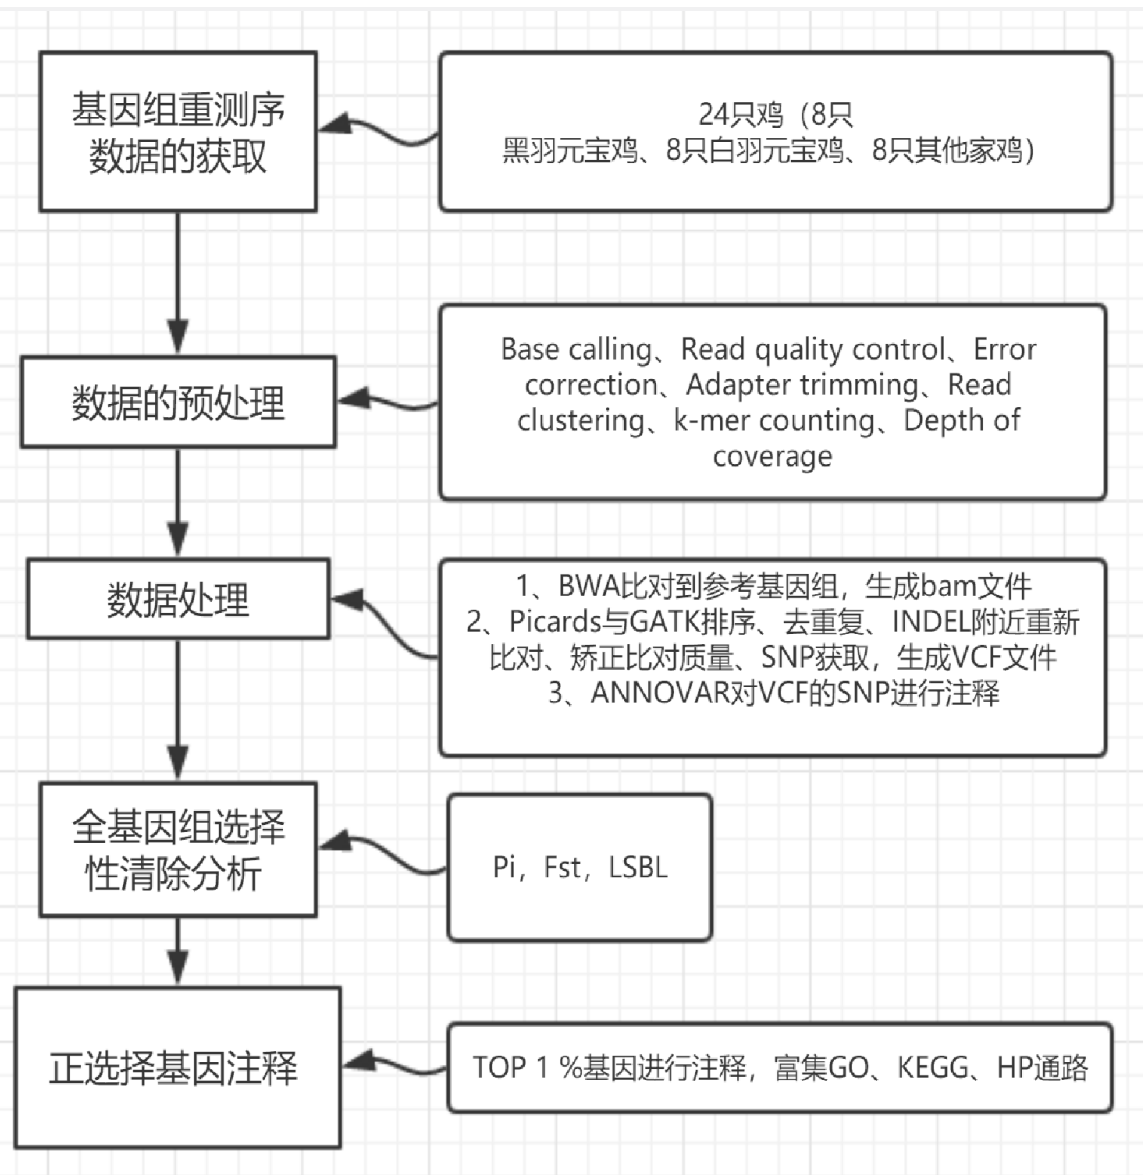 基因组重测序
数据的获取
24只鸡（8只
黑羽元宝鸡、8只白羽元宝鸡、8只其他家鸡）
数据的预处理
Base calling、Read quality control、Error
correction、Adapter trimming、Read
clustering、k-mer counting、Depth of
coverage
数据处理
1、BWA比对到参考基因组，生成bam文件
2、Picards与GATK排序、去重复、INDEL附近重新
比对、矫正比对质量、SNP获取，生成VCF文件
3、ANNOVAR对VCF的SNP进行注释
全基因组选择
性清除分析
Pi，Fst，LSBL
正选择基因注释
TOP 1 %基因进行注释，富集GO、KEGG、HP通路